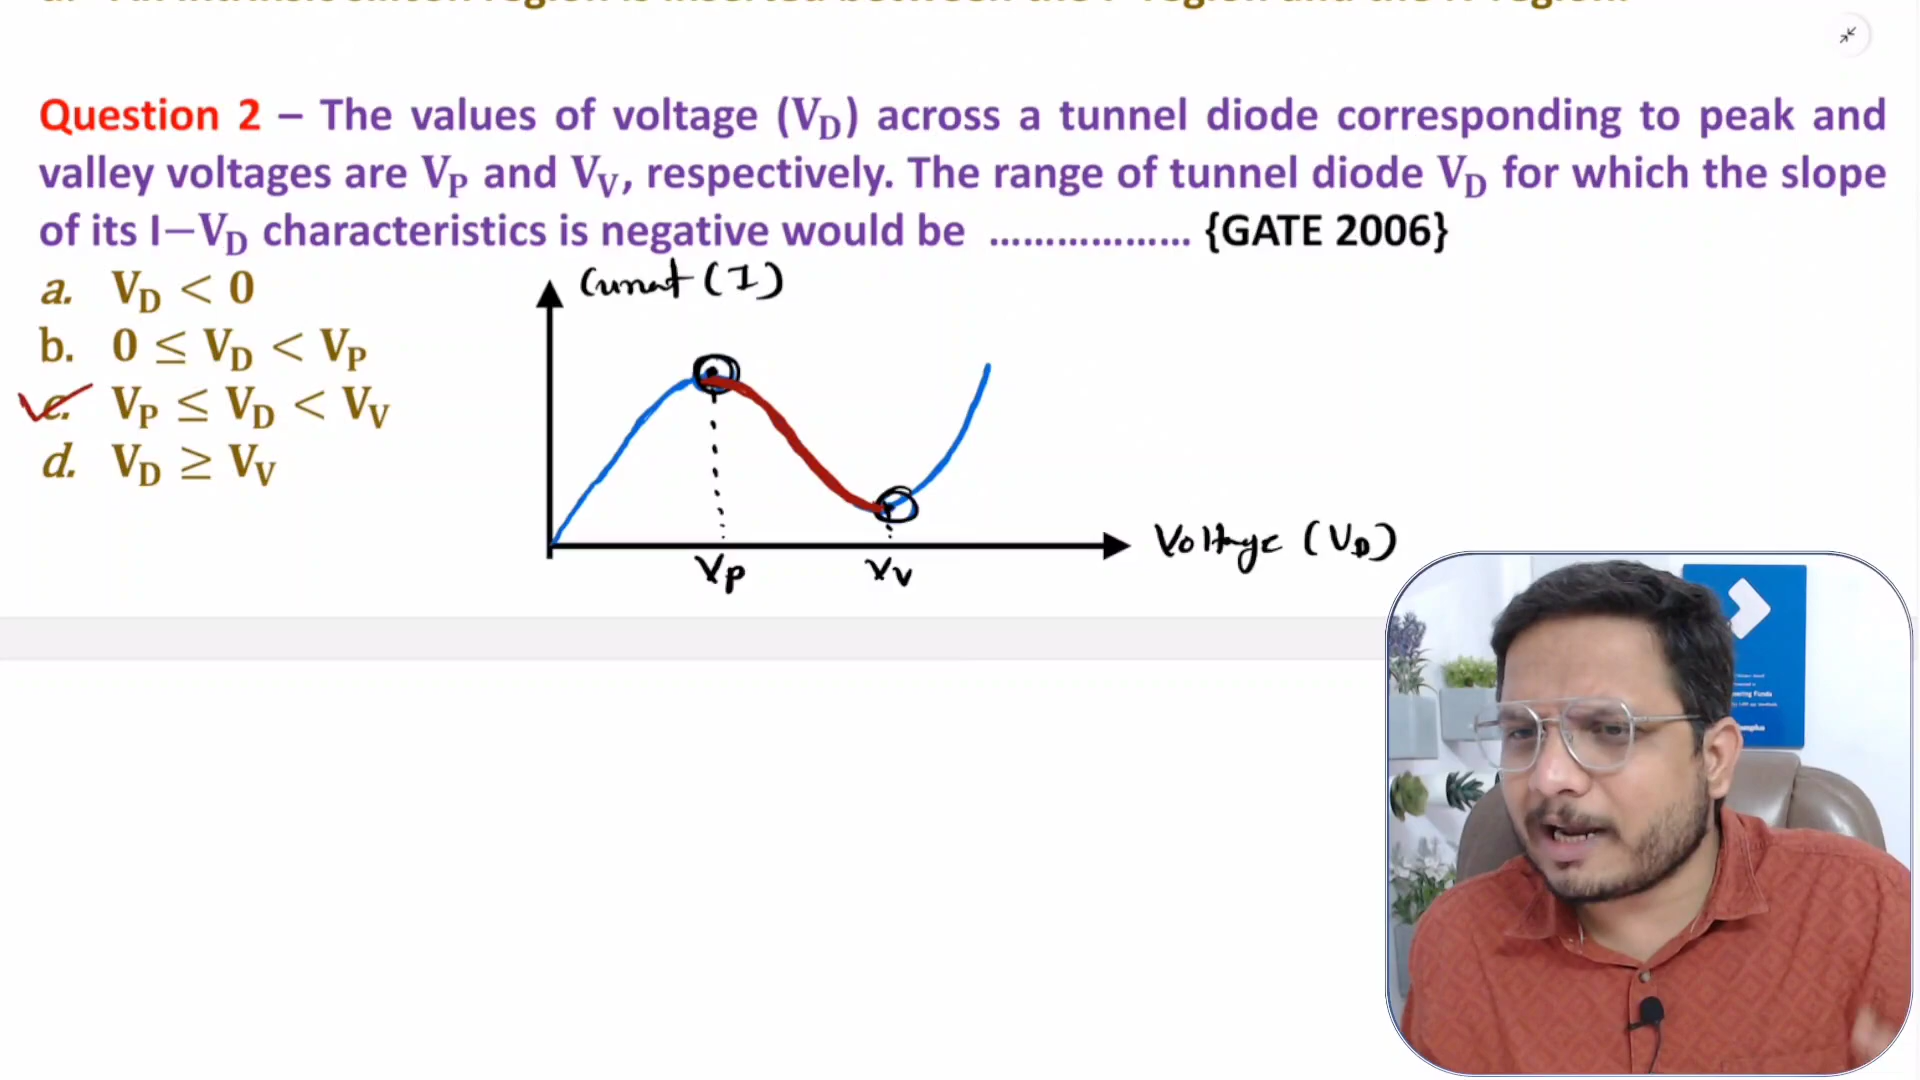 Question 2 – The values of voltage (V_D) across a tunnel diode corresponding to peak and
valley voltages are V_P and V_V, respectively. The range of tunnel diode V_D for which the slope
of its I−V_D characteristics is negative would be ................... {GATE 2006}
a. V_D < 0
b. 0 ≤ V_D < V_P
c. V_P ≤ V_D < V_V
d. V_D ≥ V_V
Current (I)
Voltage (V_D)
V_P
V_V